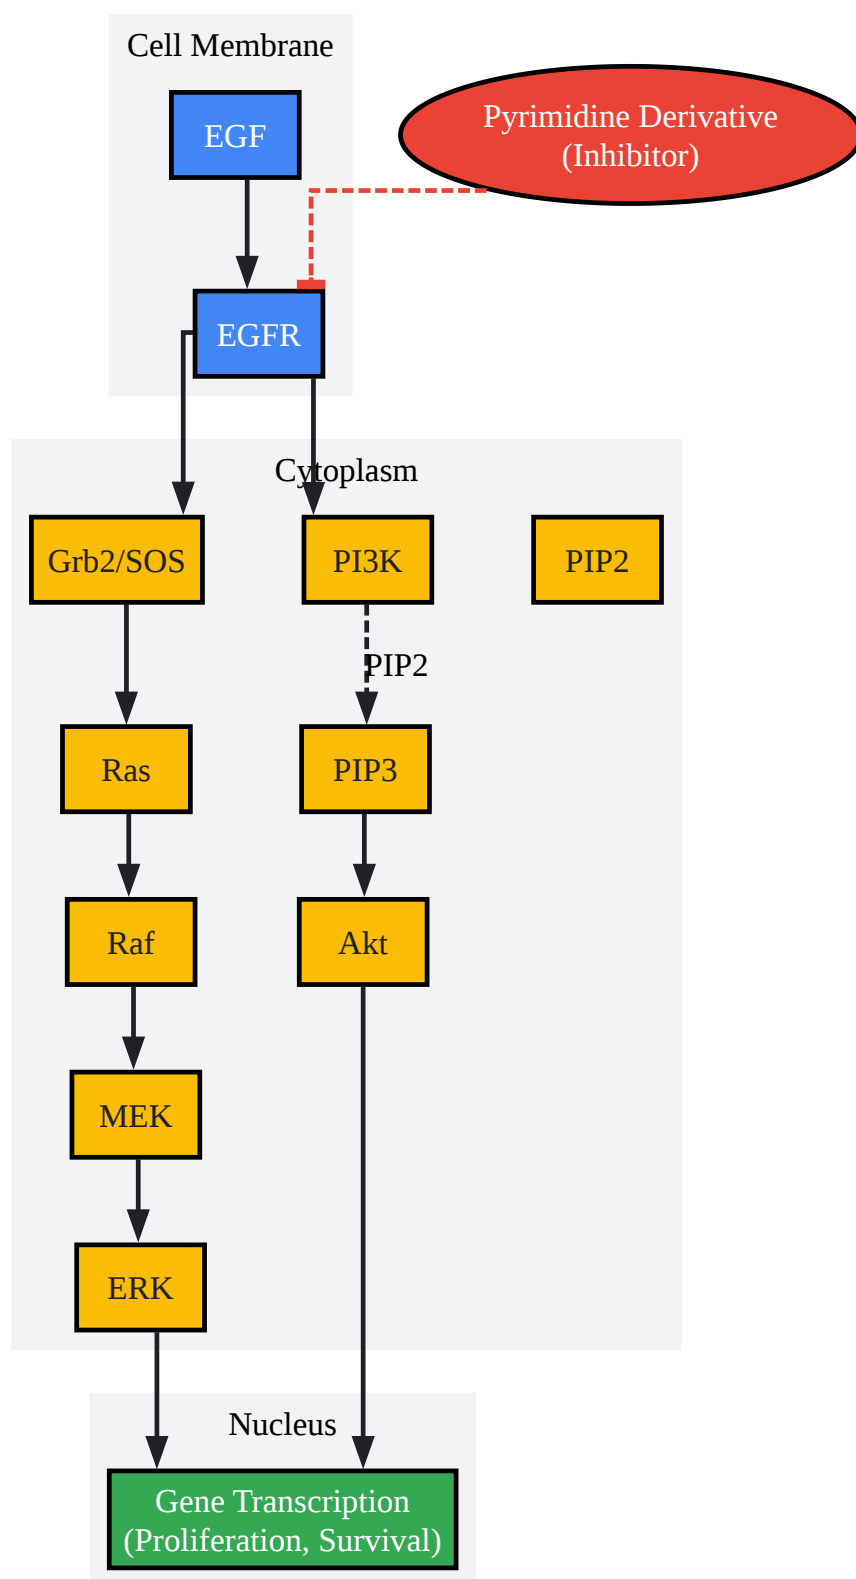 Cell Membrane
EGF
Pyrimidine Derivative
(Inhibitor)
EGFR
Cytoplasm
Grb2/SOS
PI3K
PIP2
PIP2
Ras
PIP3
Raf
Akt
MEK
ERK
Nucleus
Gene Transcription
(Proliferation, Survival)